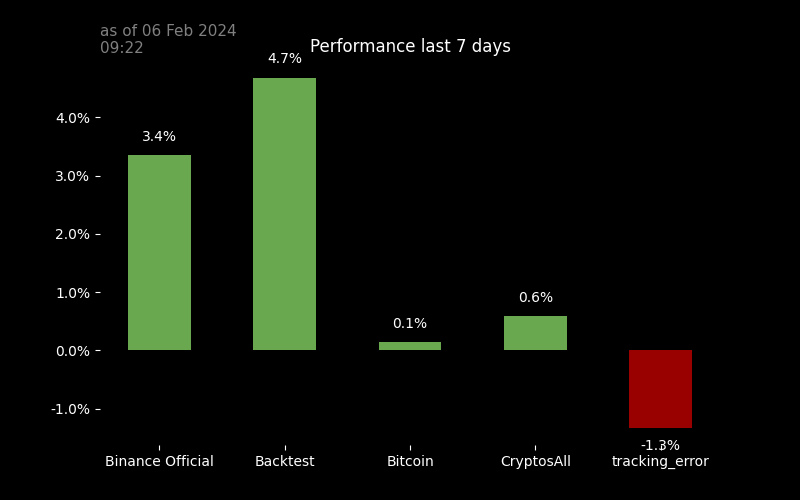 as of 06 Feb 2024
09:22
Performance last 7 days
4.7%
4.0%
3.4%
3.0%
2.0%
1.0%
0.6%
0.1%
0.0%
-1.0%
-1.3%
Binance Official
Backtest
Bitcoin
CryptosAll
tracking_error